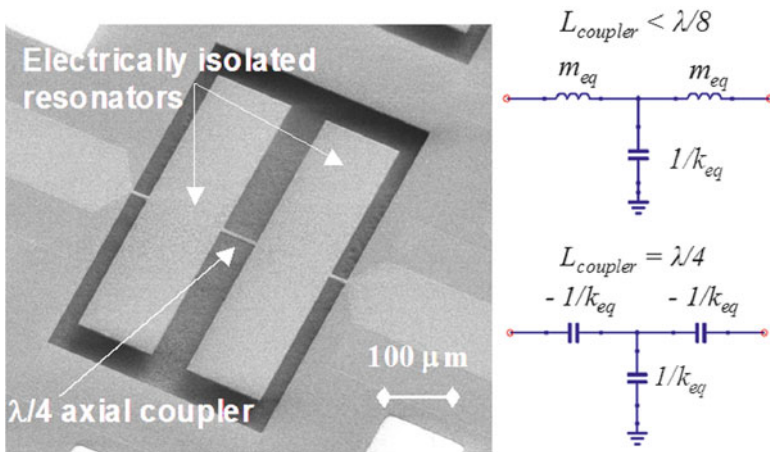 Electrically isolated
resonators
λ/4 axial coupler
100 μm
L_coupler < λ/8
m_eq m_eq
1/k_eq
L_coupler = λ/4
- 1/k_eq - 1/k_eq
1/k_eq